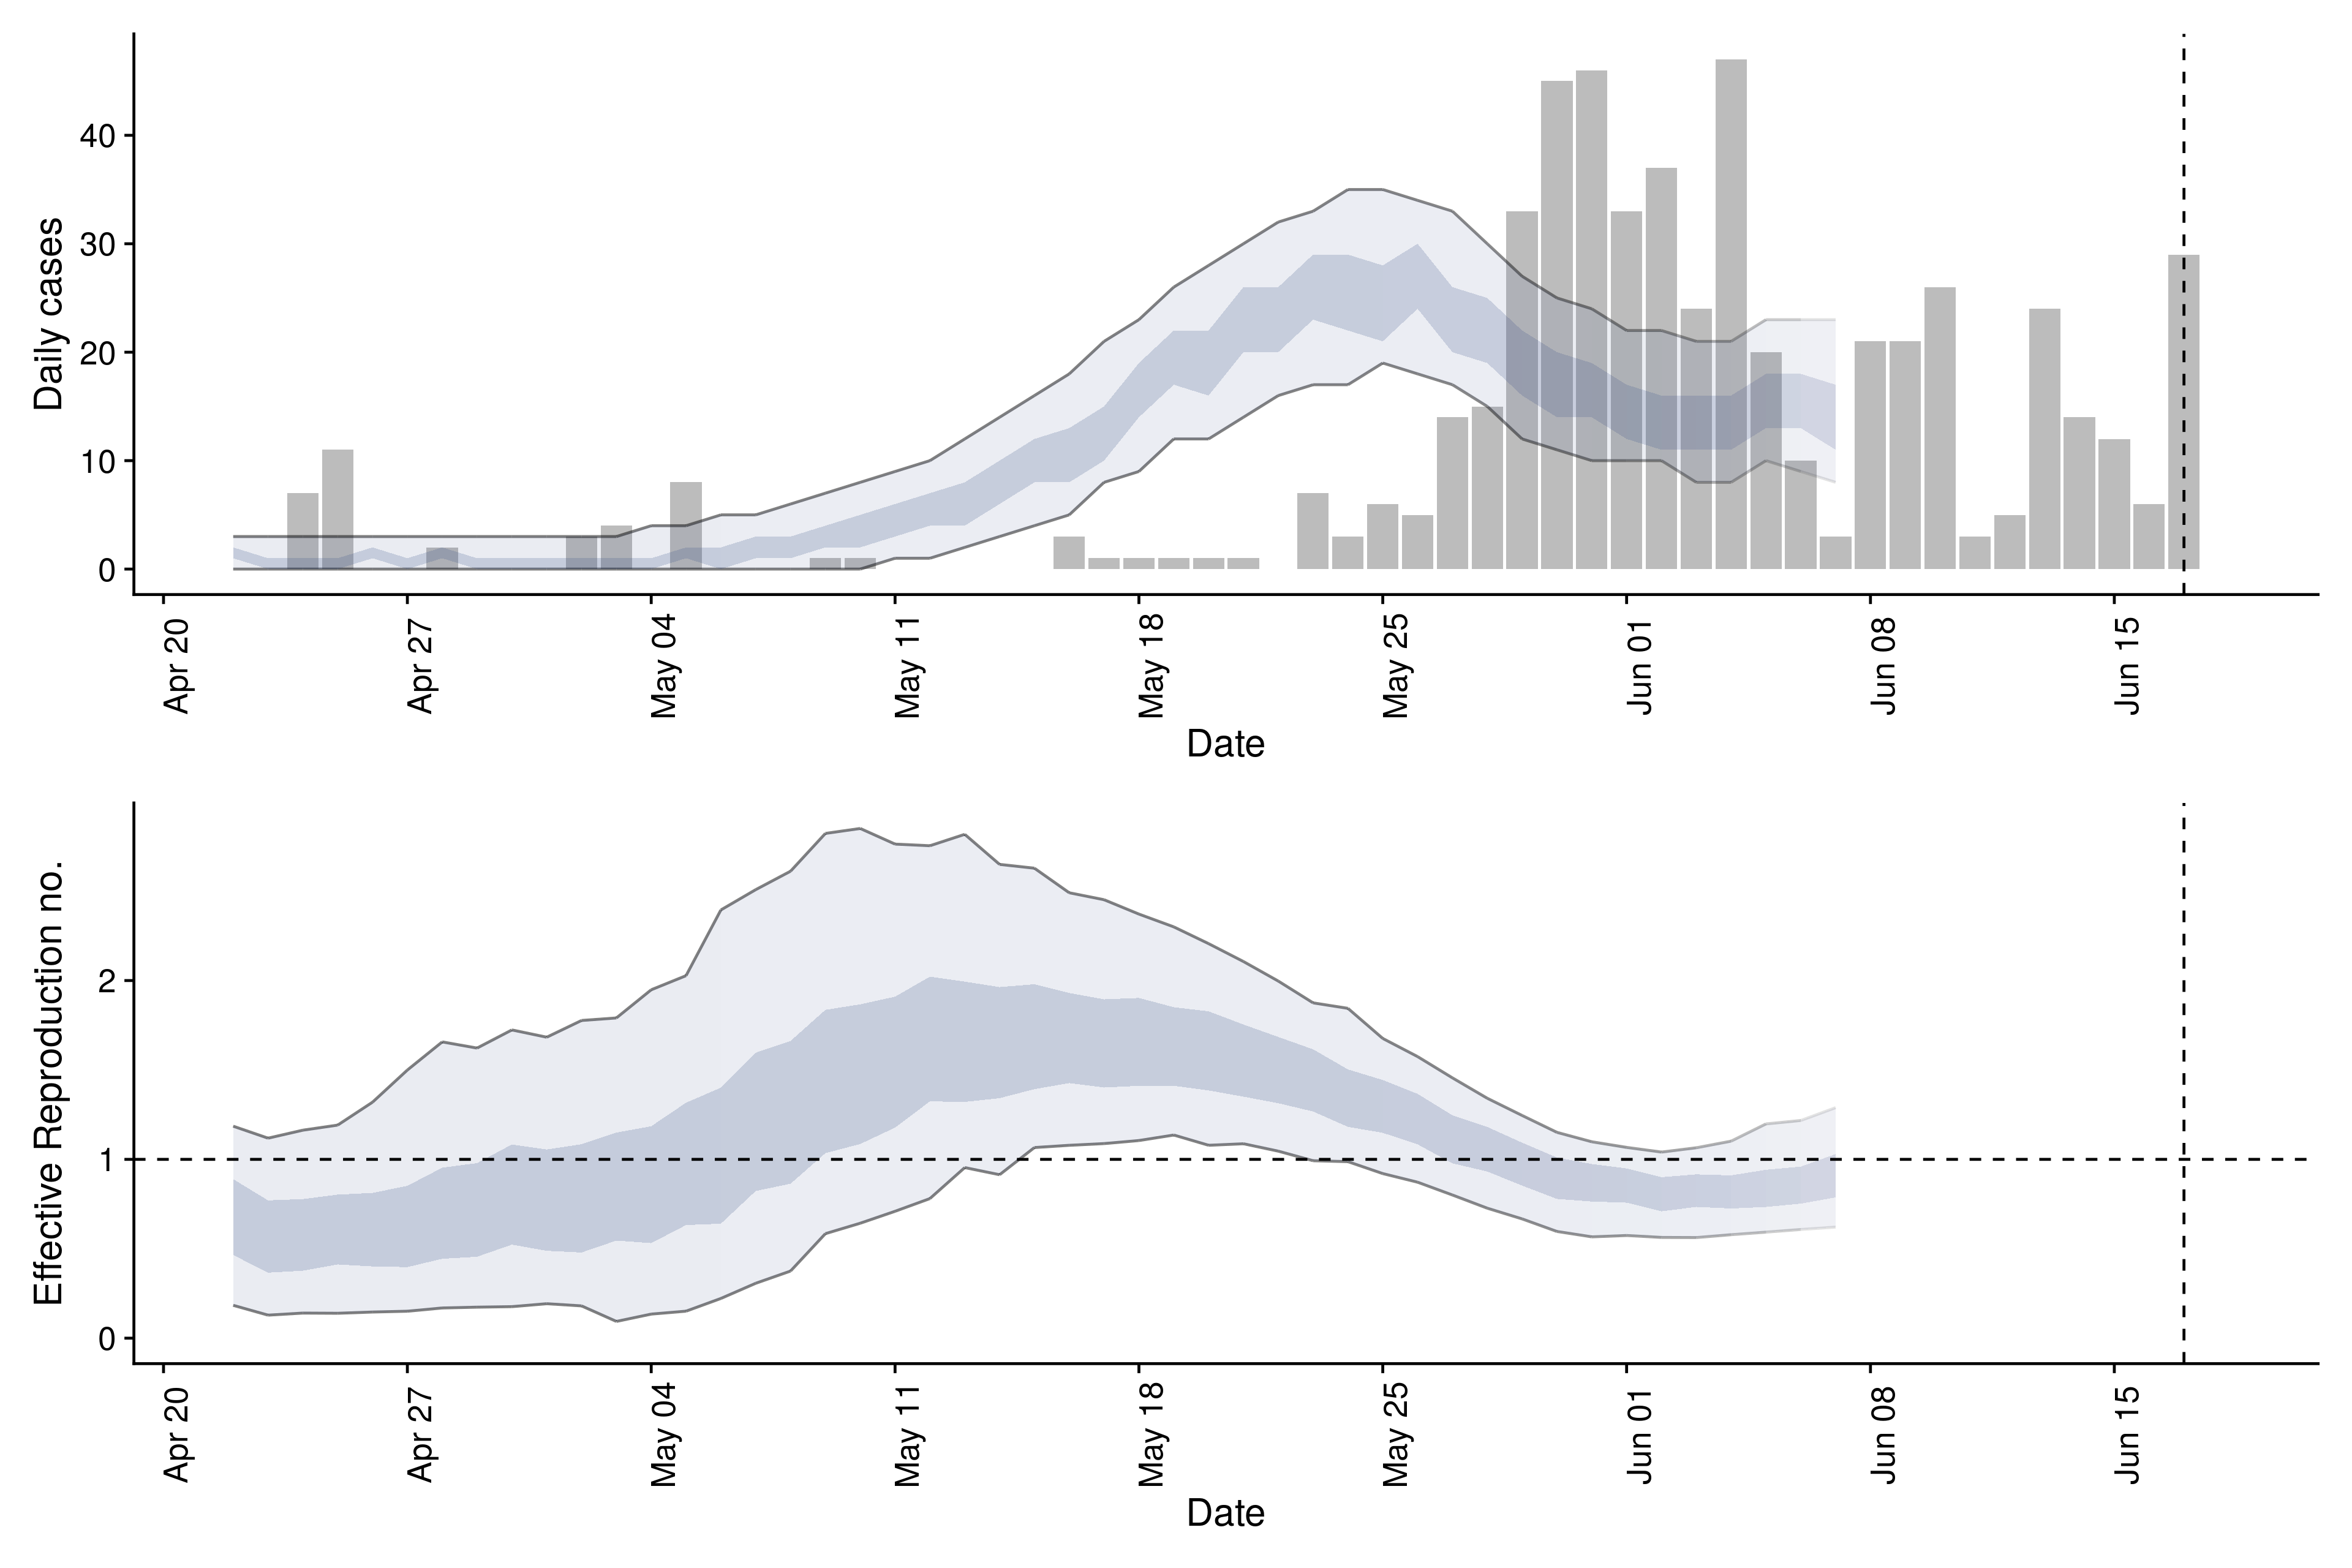 Daily cases
40
30
20
10
0
Apr 20
Apr 27
May 04
May 11
May 18
May 25
Jun 01
Jun 08
Jun 15
Date
Effective Reproduction no.
2
1
0
Apr 20
Apr 27
May 04
May 11
May 18
May 25
Jun 01
Jun 08
Jun 15
Date